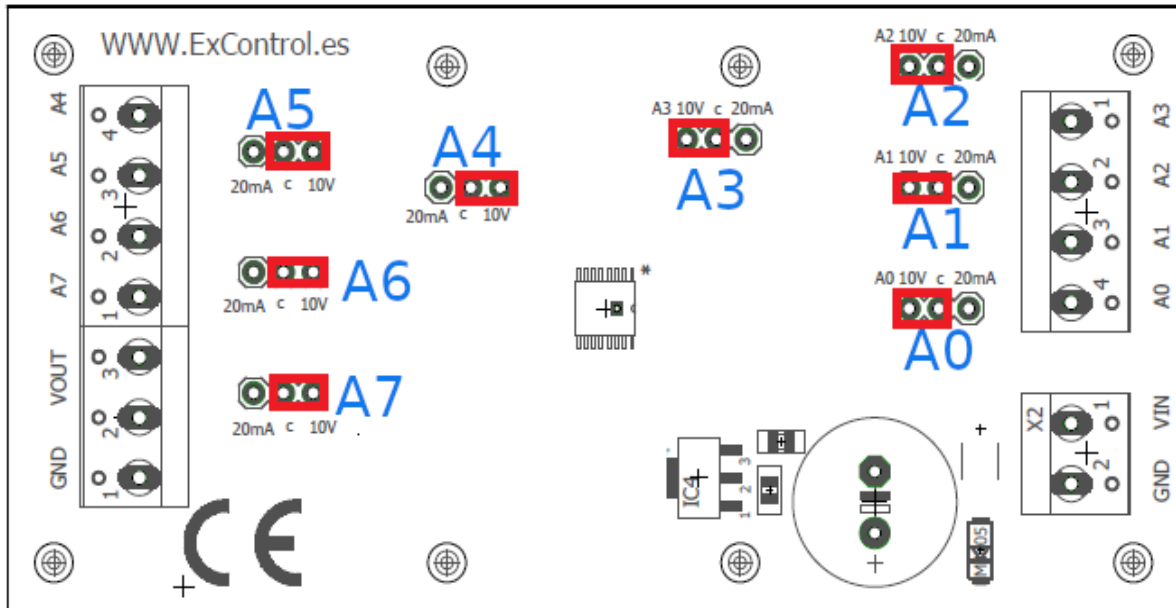 WWW.ExControl.es
A4
A5
A6
A7
VOUT
GND
4
3
2
1
3
2
1
A5
20mA c 10V
A4
20mA c 10V
A6
20mA c 10V
A7
20mA c 10V
A3 10V c 20mA
A3
A2 10V c 20mA
A2
A1 10V c 20mA
A1
A0 10V c 20mA
A0
*
1
2
3
4
A3
A2
A1
A0
X2
1
2
VIN
GND
IC4
3
2
1
+
+
CE